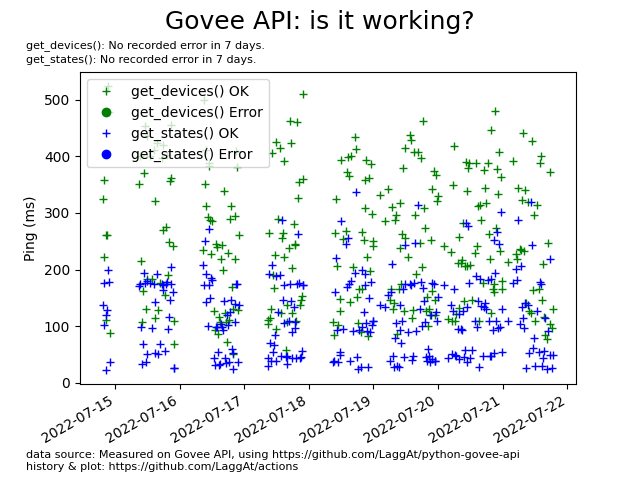 Govee API: is it working?
get_devices(): No recorded error in 7 days.
get_states(): No recorded error in 7 days.
get_devices() OK
get_devices() Error
get_states() OK
get_states() Error
Ping (ms)
500
400
300
200
100
0
2022-07-15
2022-07-16
2022-07-17
2022-07-18
2022-07-19
2022-07-20
2022-07-21
2022-07-22
data source: Measured on Govee API, using https://github.com/LaggAt/python-govee-api
history & plot: https://github.com/LaggAt/actions